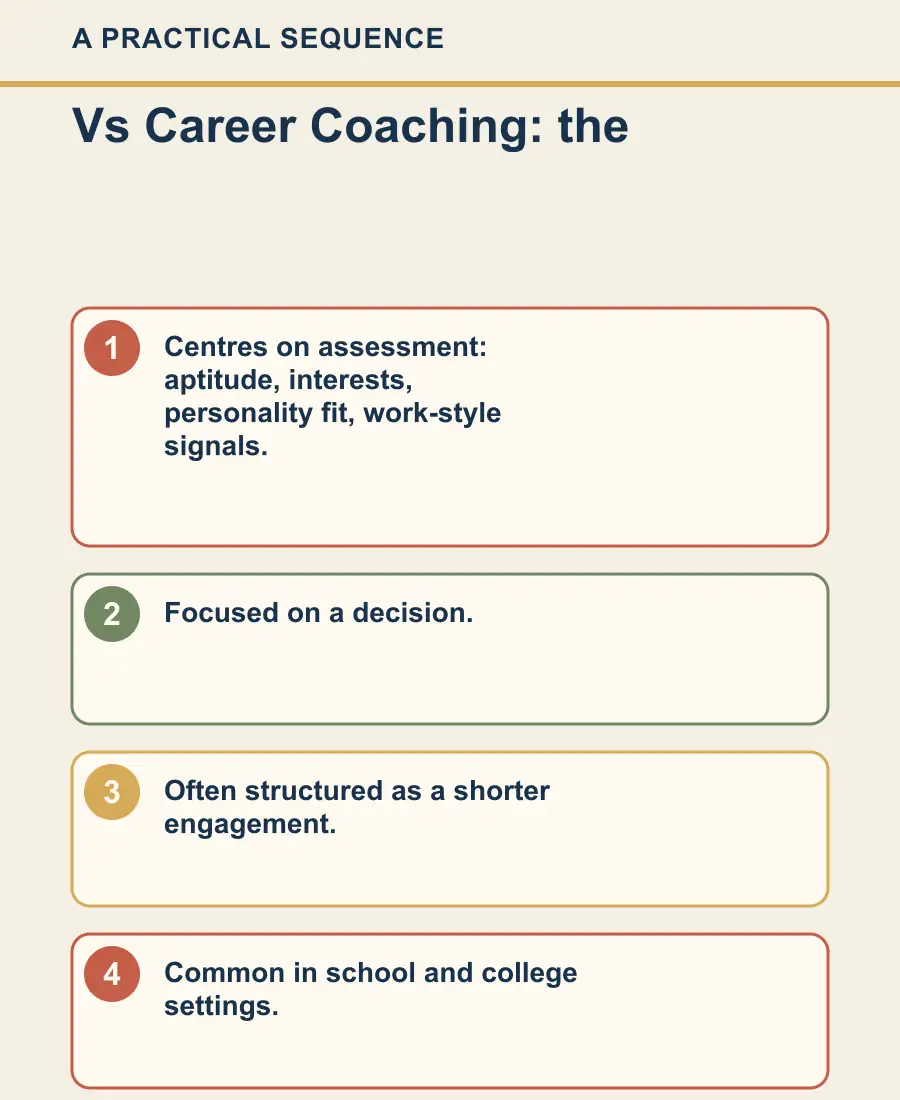 A PRACTICAL SEQUENCE
Vs Career Coaching: the
1
Centres on assessment:
aptitude, interests,
personality fit, work-style
signals.
2
Focused on a decision.
3
Often structured as a shorter
engagement.
4
Common in school and college
settings.